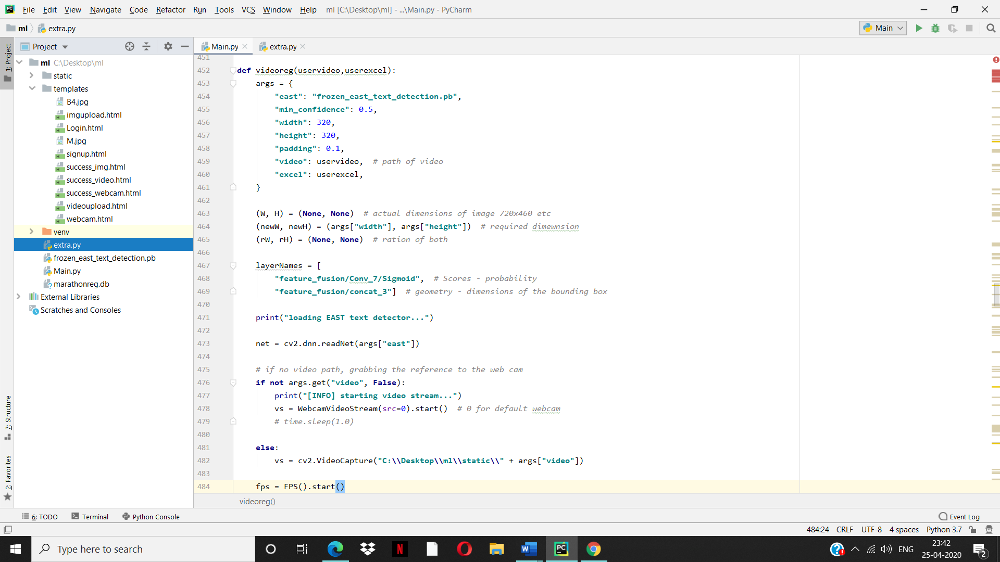 File Edit View Navigate Code Refactor Run Tools VCS Window Help ml [C:\Desktop\ml] - ...\Main.py - PyCharm
ml extra.py Main
1: Project
Project
Main.py extra.py
ml C:\Desktop\ml
static
templates
B4.jpg
imgupload.html
Login.html
M.jpg
signup.html
success_img.html
success_video.html
success_webcam.html
videoupload.html
webcam.html
venv
extra.py
frozen_east_text_detection.pb
Main.py
marathonreg.db
External Libraries
Scratches and Consoles
7: Structure
2: Favorites
451
452 def videoreg(uservideo,userexcel):
453 args = {
454 "east": "frozen_east_text_detection.pb",
455 "min_confidence": 0.5,
456 "width": 320,
457 "height": 320,
458 "padding": 0.1,
459 "video": uservideo, # path of video
460 "excel": userexcel,
461 }
462
463 (W, H) = (None, None) # actual dimensions of image 720x460 etc
464 (newW, newH) = (args["width"], args["height"]) # required dimewnsion
465 (rW, rH) = (None, None) # ration of both
466
467 layerNames = [
468 "feature_fusion/Conv_7/Sigmoid", # Scores - probability
469 "feature_fusion/concat_3"] # geometry - dimensions of the bounding box
470
471 print("loading EAST text detector...")
472
473 net = cv2.dnn.readNet(args["east"])
474
475 # if no video path, grabbing the reference to the web cam
476 if not args.get("video", False):
477 print("[INFO] starting video stream...")
478 vs = WebcamVideoStream(src=0).start() # 0 for default webcam
479 # time.sleep(1.0)
480
481 else:
482 vs = cv2.VideoCapture("C:\\Desktop\\ml\\static\\" + args["video"])
483
484 fps = FPS().start()
videoreg()
6: TODO Terminal Python Console Event Log
484:24 CRLF UTF-8 4 spaces Python 3.7
Type here to search
ENG
23:42
25-04-2020
2